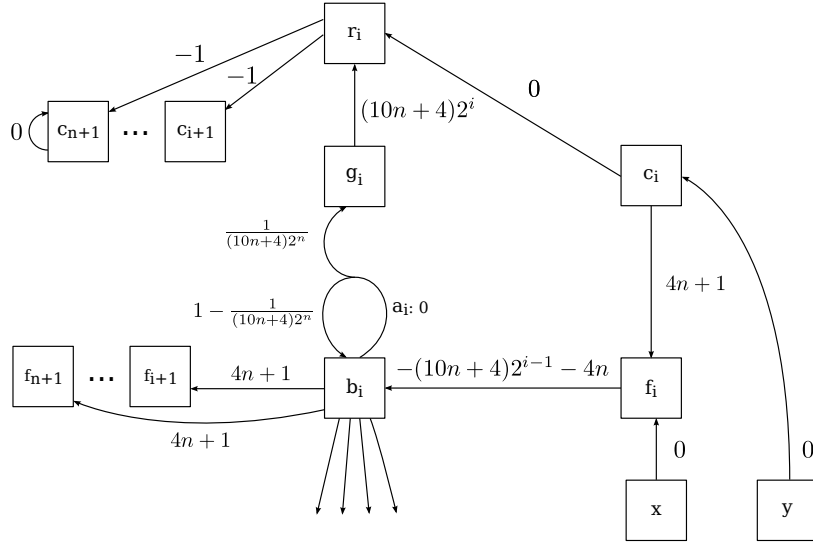 r_i
−1
−1
0
(10n+4)2^i
0
c_{n+1}
...
c_{i+1}
g_i
c_i
\frac{1}{(10n+4)2^n}
4n+1
1 − \frac{1}{(10n+4)2^n}
a_i: 0
−(10n+4)2^{i−1} − 4n
f_{n+1}
...
f_{i+1}
4n+1
b_i
f_i
4n+1
0
0
x
y